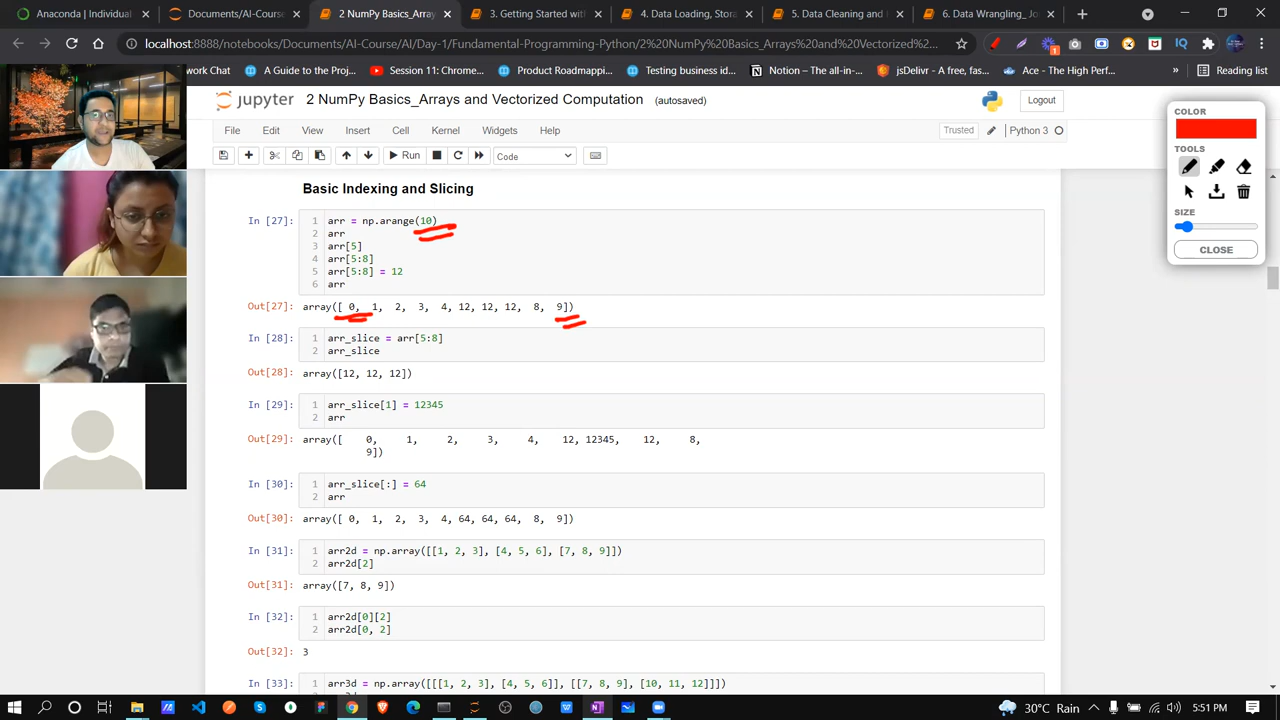 Anaconda | Individual
Documents/AI-Course
2 NumPy Basics_Array
3. Getting Started with
4. Data Loading, Stora
5. Data Cleaning and
6. Data Wrangling_ Jo
localhost:8888/notebooks/Documents/AI-Course/AI/Day-1/Fundamental-Programming-Python/2%20NumPy%20Basics_Arrays%20and%20Vectorized%20...
work Chat
A Guide to the Proj...
Session 11: Chrome...
Product Roadmappi...
Testing business id...
Notion – The all-in-...
jsDelivr - A free, fas...
Ace - The High Perf...
»
Reading list
jupyter 2 NumPy Basics_Arrays and Vectorized Computation (autosaved)
Logout
File Edit View Insert Cell Kernel Widgets Help
Trusted
Python 3
Run
Code
COLOR
TOOLS
SIZE
CLOSE
Basic Indexing and Slicing
In [27]: 1 arr = np.arange(10)
2 arr
3 arr[5]
4 arr[5:8]
5 arr[5:8] = 12
6 arr
Out[27]: array([ 0, 1, 2, 3, 4, 12, 12, 12, 8, 9])
In [28]: 1 arr_slice = arr[5:8]
2 arr_slice
Out[28]: array([12, 12, 12])
In [29]: 1 arr_slice[1] = 12345
2 arr
Out[29]: array([ 0, 1, 2, 3, 4, 12, 12345, 12, 8,
9])
In [30]: 1 arr_slice[:] = 64
2 arr
Out[30]: array([ 0, 1, 2, 3, 4, 64, 64, 64, 8, 9])
In [31]: 1 arr2d = np.array([[1, 2, 3], [4, 5, 6], [7, 8, 9]])
2 arr2d[2]
Out[31]: array([7, 8, 9])
In [32]: 1 arr2d[0][2]
2 arr2d[0, 2]
Out[32]: 3
In [33]: 1 arr3d = np.array([[[1, 2, 3], [4, 5, 6]], [[7, 8, 9], [10, 11, 12]]])
30°C Rain
5:51 PM